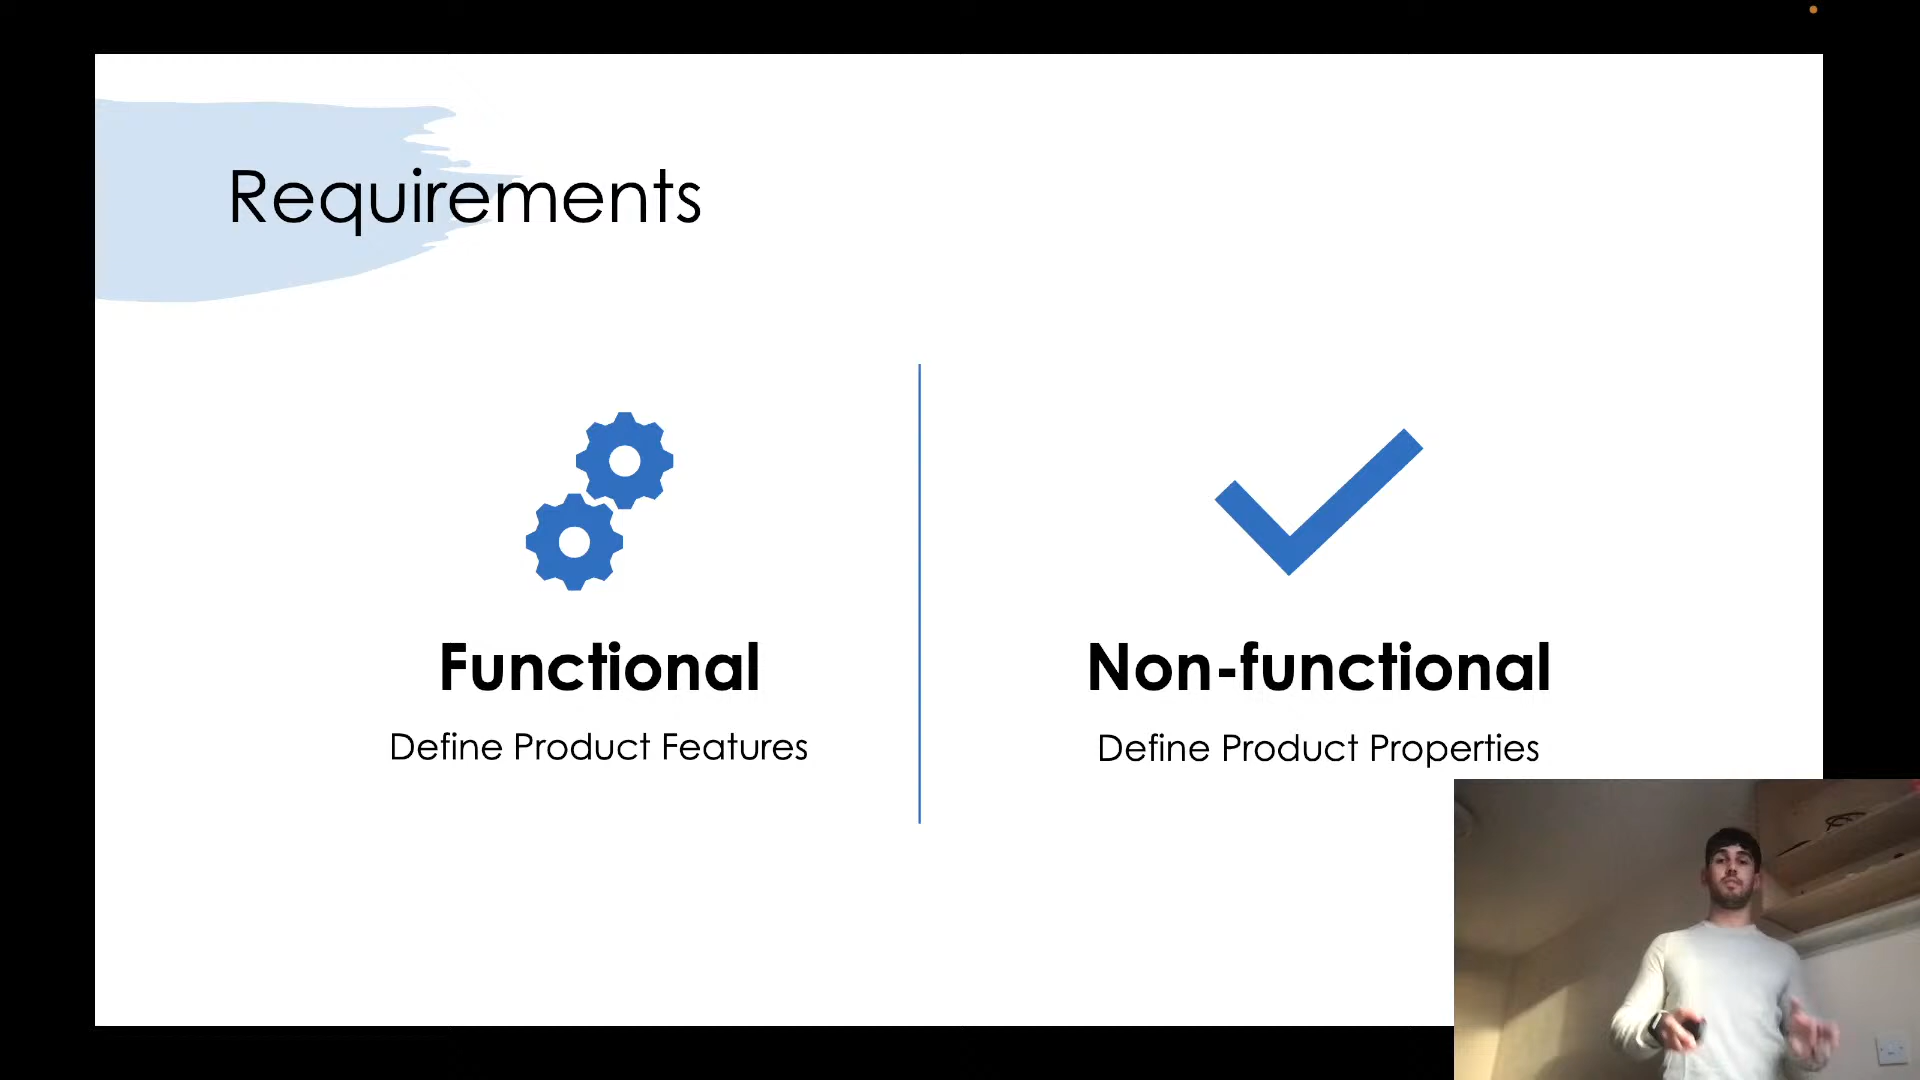 Requirements
Functional
Define Product Features
Non-functional
Define Product Properties